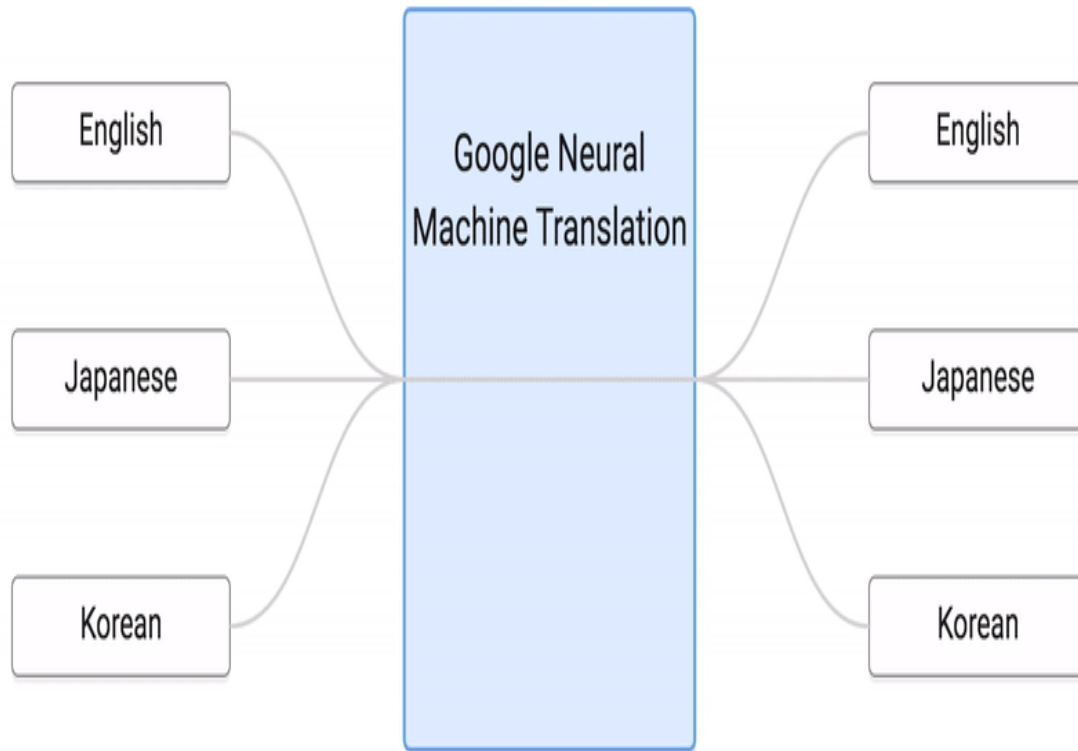 English
Japanese
Korean
Google Neural
Machine Translation
English
Japanese
Korean